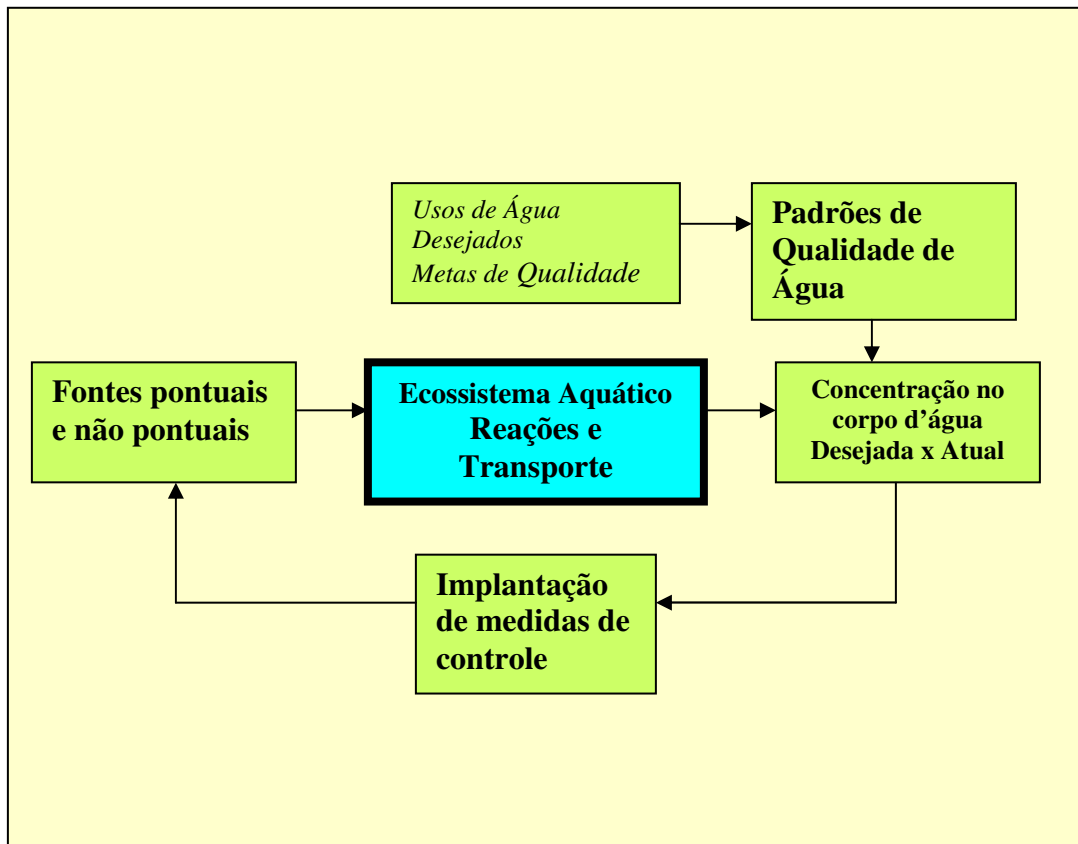 Usos de Água
Desejados
Metas de Qualidade
Padrões de
Qualidade de
Água
Fontes pontuais
e não pontuais
Ecossistema Aquático
Reações e
Transporte
Concentração no
corpo d’água
Desejada x Atual
Implantação
de medidas de
controle